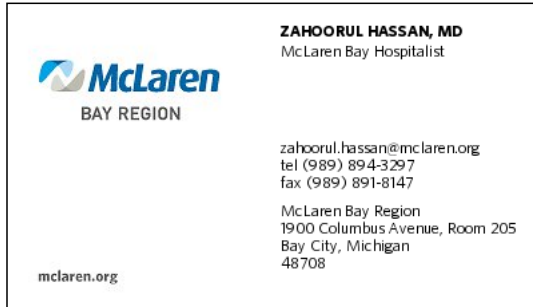 McLaren
BAY REGION
mclaren.org
ZAHOORUL HASSAN, MD
McLaren Bay Hospitalist
zahoorul.hassan@mclaren.org
tel (989) 894-3297
fax (989) 891-8147
McLaren Bay Region
1900 Columbus Avenue, Room 205
Bay City, Michigan
48708